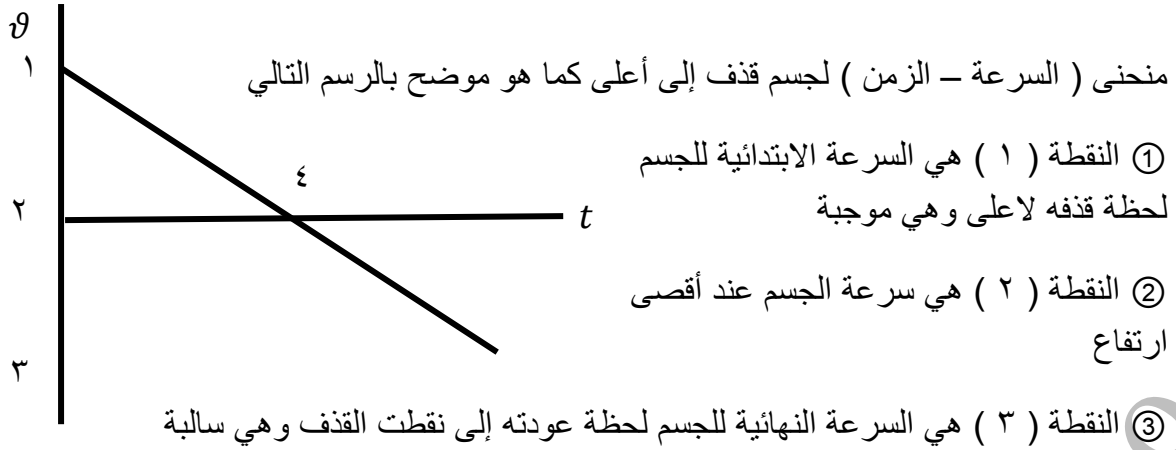 𝜗
١
منحنى ( السرعة – الزمن ) لجسم قذف إلى أعلى كما هو موضح بالرسم التالي
① النقطة ( ١ ) هي السرعة الابتدائية للجسم
لحظة قذفه لاعلى وهي موجبة
٤
٢
t
② النقطة ( ٢ ) هي سرعة الجسم عند أقصى
ارتفاع
٣
③ النقطة ( ٣ ) هي السرعة النهائية للجسم لحظة عودته إلى نقطت القذف وهي سالبة